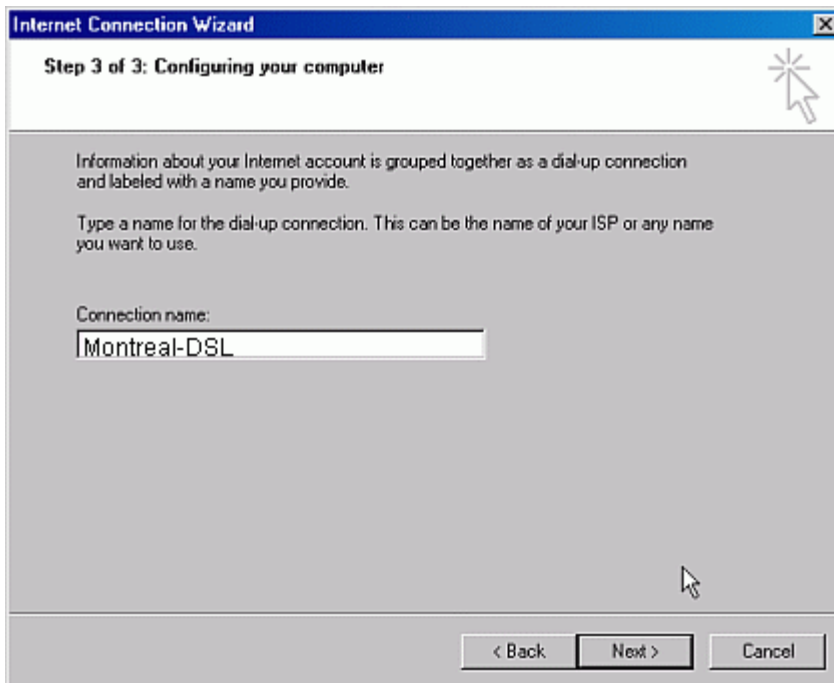 Internet Connection Wizard
Step 3 of 3: Configuring your computer
Information about your Internet account is grouped together as a dial-up connection
and labeled with a name you provide.
Type a name for the dial-up connection. This can be the name of your ISP or any name
you want to use.
Connection name:
Montreal-DSL
< Back Next > Cancel